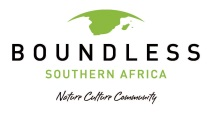 BOUNDLESS
SOUTHERN AFRICA
Nature Culture Community